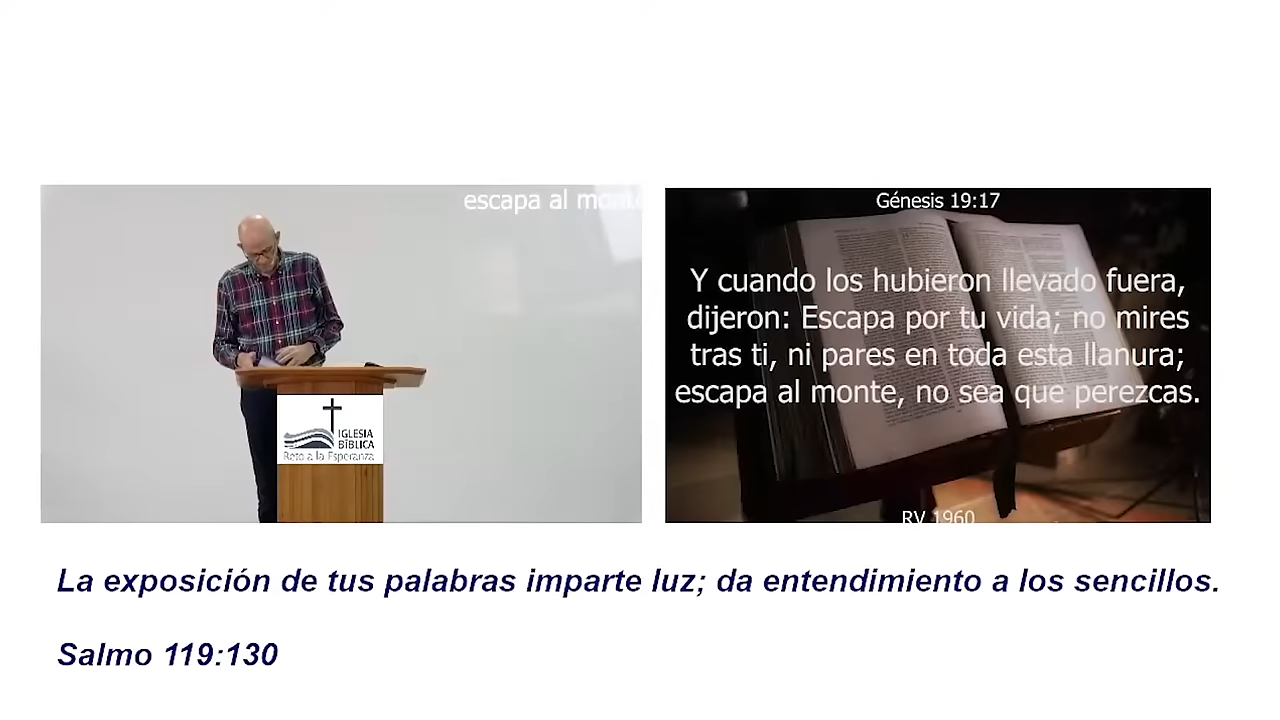 escapa al monte
IGLESIA
BÍBLICA
Reto a la Esperanza
Génesis 19:17
Y cuando los hubieron llevado fuera,
dijeron: Escapa por tu vida; no mires
tras ti, ni pares en toda esta llanura;
escapa al monte, no sea que perezcas.
RV 1960
La exposición de tus palabras imparte luz; da entendimiento a los sencillos.
Salmo 119:130